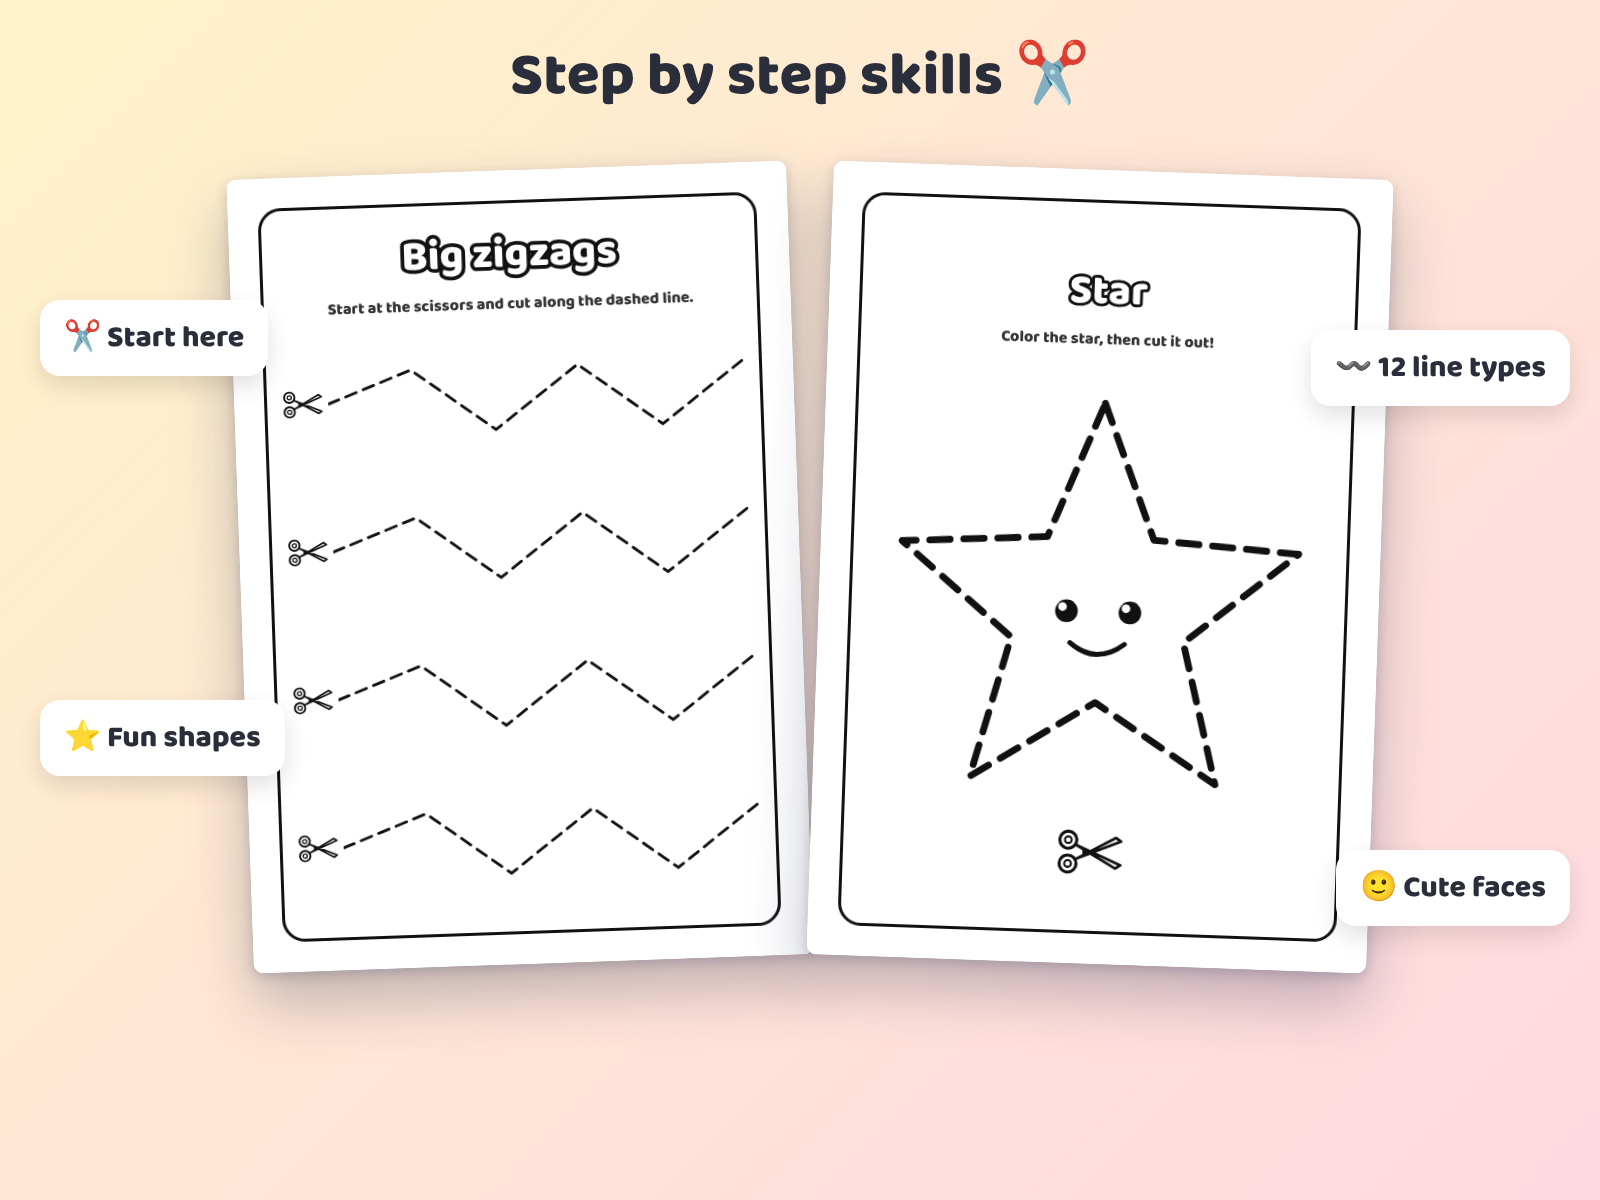 Step by step skills ✂️
Big zigzags
Start at the scissors and cut along the dashed line.
✂️ Start here
⭐ Fun shapes
Star
Color the star, then cut it out!
〰️ 12 line types
🙂 Cute faces